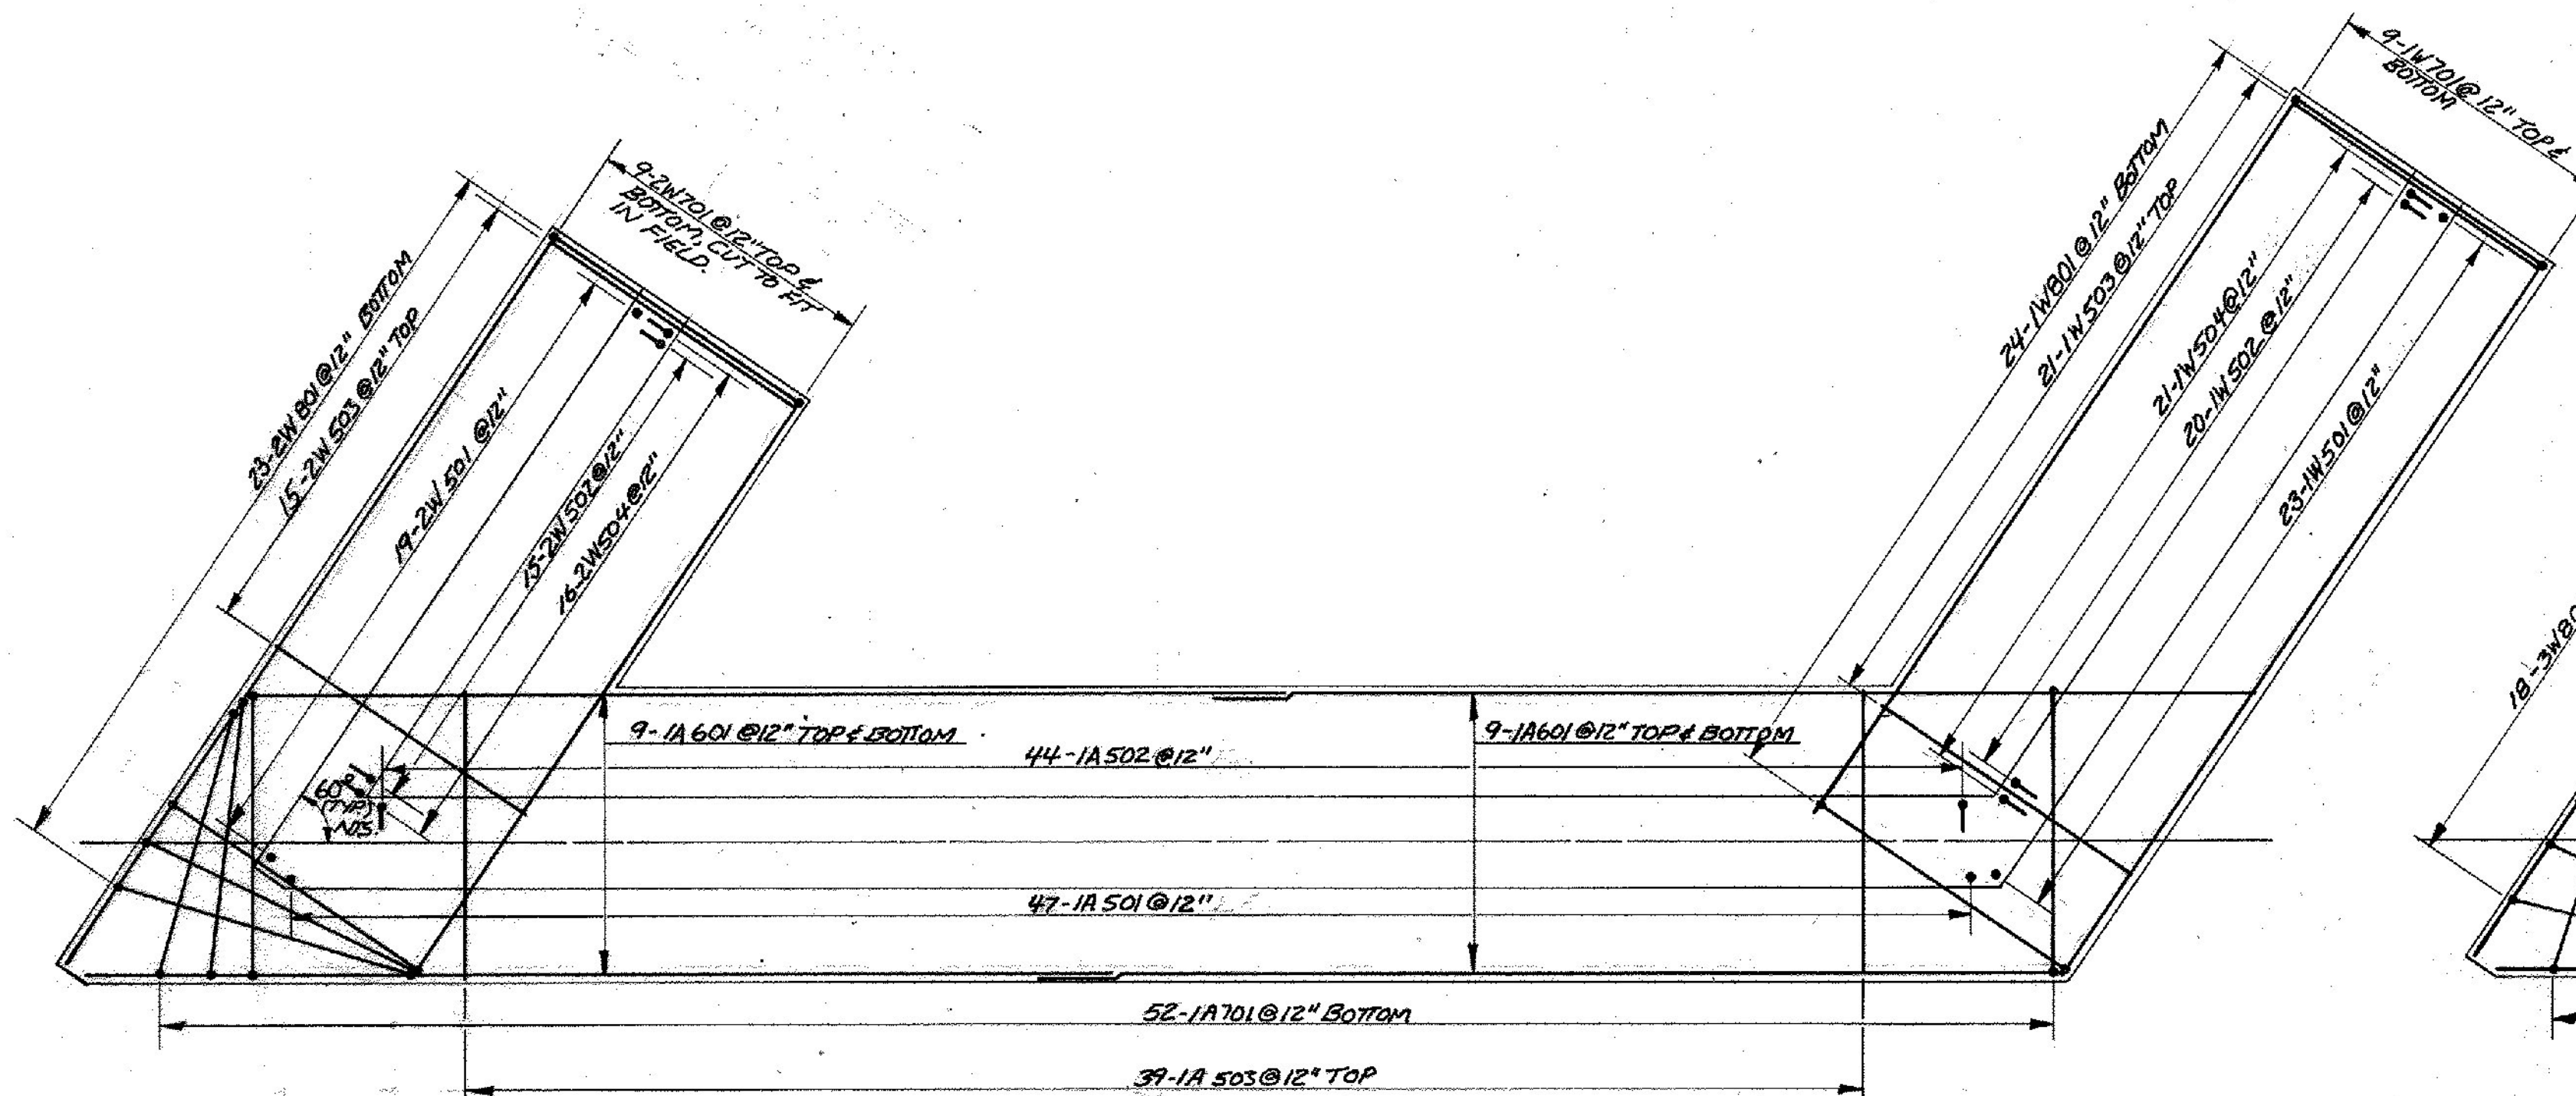 9-2W701@12" TOP &
BOTTOM, CUT TO FIT
IN FIELD.
23-2W801@12" BOTTOM
15-2W503@12" TOP
19-2W501@12"
15-2W502@12"
16-2W504@12"
9-1W701@12" TOP &
BOTTOM
24-1W801@12" BOTTOM
21-1W503@12" TOP
21-1W504@12"
20-1W502@12"
23-1W501@12"
18-3W80
9-1A601@12" TOP & BOTTOM
9-1A601@12" TOP & BOTTOM
44-1A502@12"
60°
(TYP)
N.T.S.
47-1A501@12"
52-1A701@12" BOTTOM
39-1A503@12" TOP